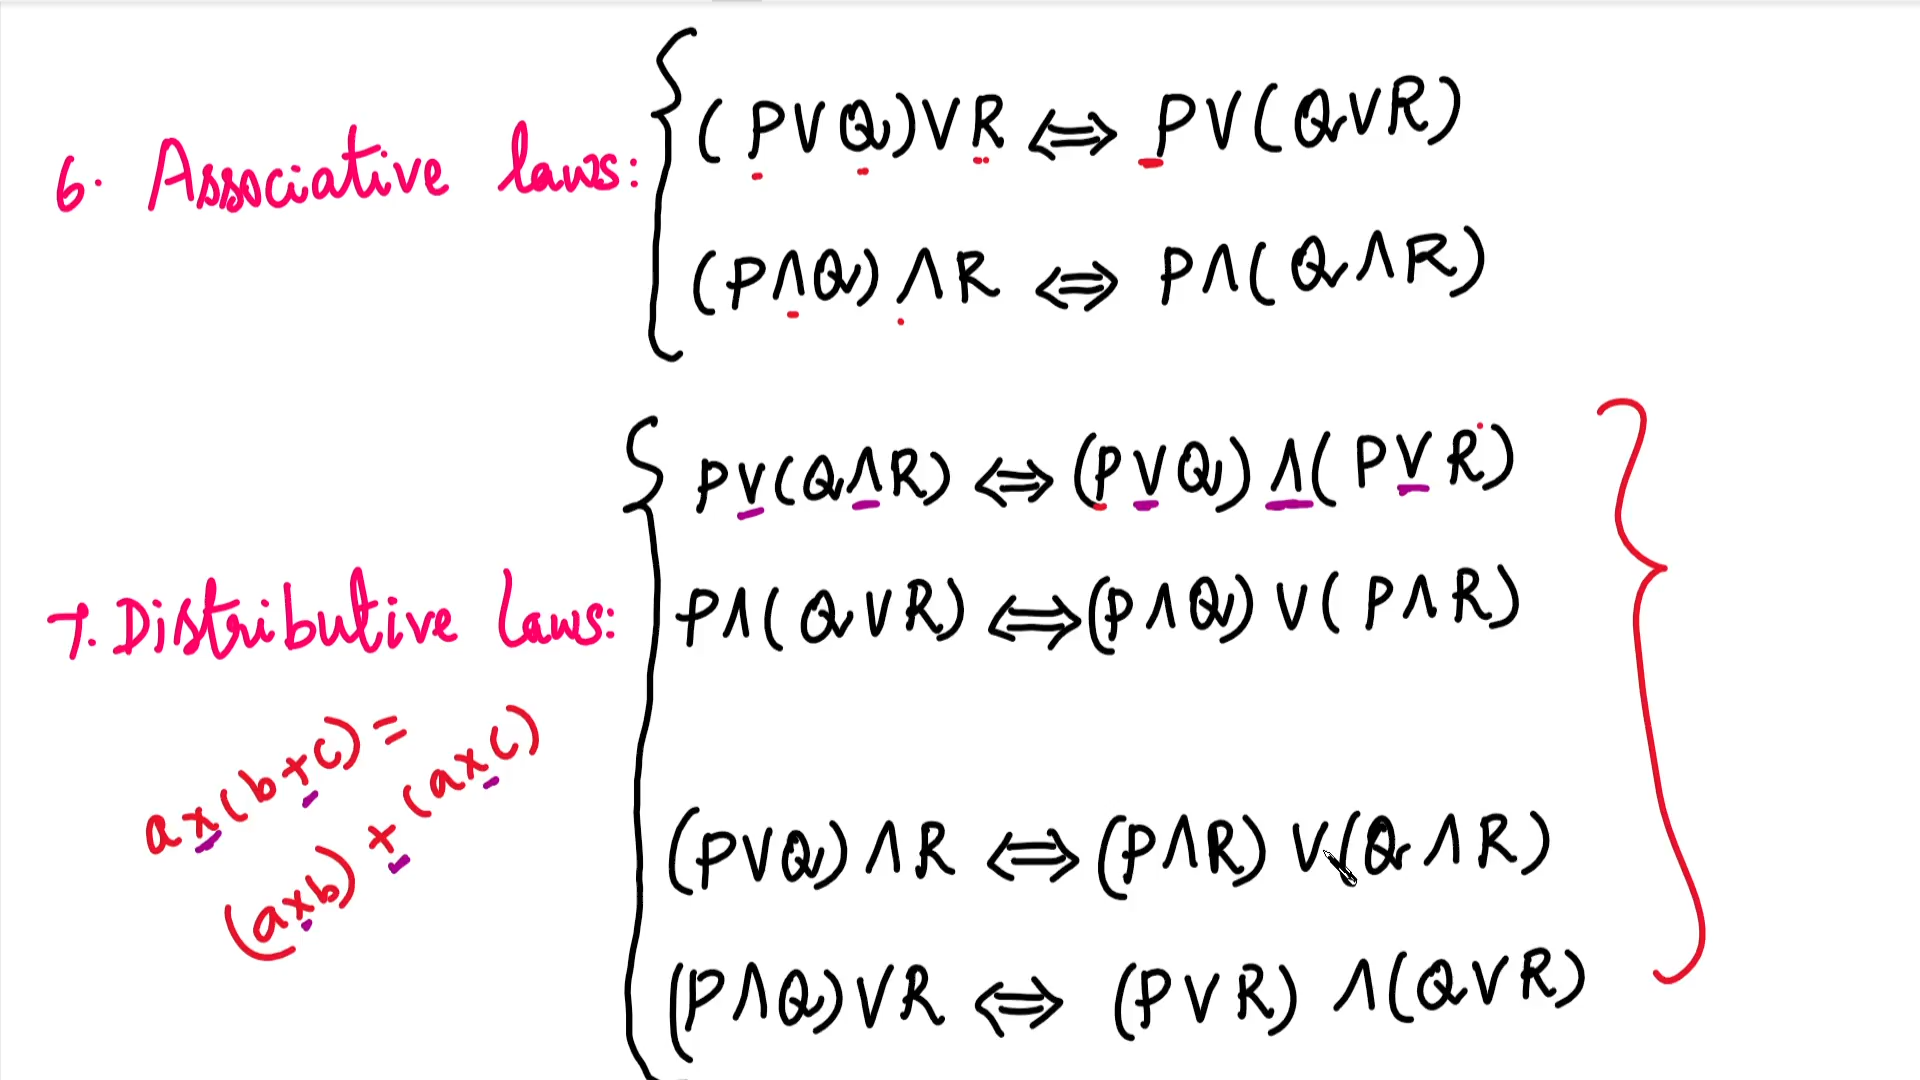 6. Associative laws:
(P∨Q)∨R ⇔ P∨(Q∨R)
(P∧Q)∧R ⇔ P∧(Q∧R)
7. Distributive laws:
P∨(Q∧R) ⇔ (P∨Q)∧(P∨R)
P∧(Q∨R) ⇔ (P∧Q)∨(P∧R)
(P∨Q)∧R ⇔ (P∧R)∨(Q∧R)
(P∧Q)∨R ⇔ (P∨R)∧(Q∨R)
a×(b+c)=
(a×b)+(a×c)